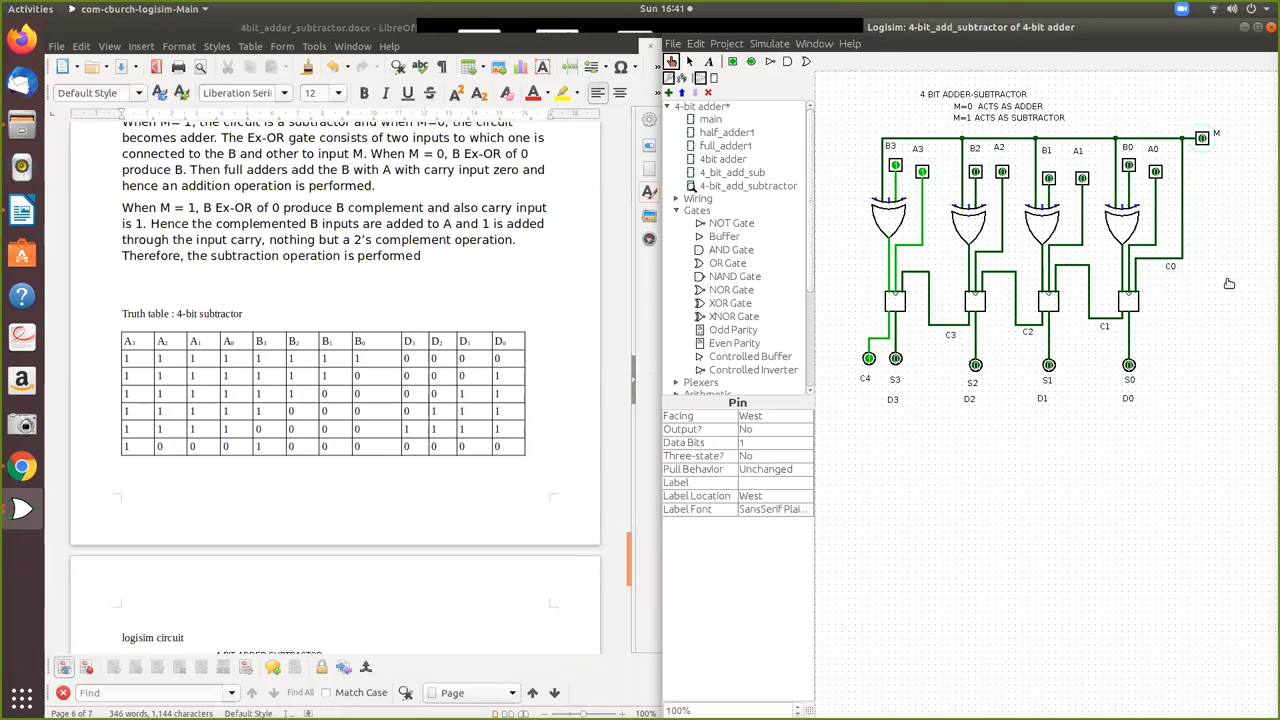 Activities
com-cburch-logisim-Main
Sun 16:41
4bit_adder_subtractor.docx - LibreOf
Logisim: 4-bit_add_subtractor of 4-bit adder
File Edit View Insert Format Styles Table Form Tools Window Help
Default Style
Liberation Seri
12
When M = 1, the circuit is a subtractor and when M=0, the circuit
becomes adder. The Ex-OR gate consists of two inputs to which one is
connected to the B and other to input M. When M = 0, B Ex-OR of 0
produce B. Then full adders add the B with A with carry input zero and
hence an addition operation is performed.
When M = 1, B Ex-OR of 0 produce B complement and also carry input
is 1. Hence the complemented B inputs are added to A and 1 is added
through the input carry, nothing but a 2's complement operation.
Therefore, the subtraction operation is performed
Truth table : 4-bit subtractor
A3 A2 A1 A0 B3 B2 B1 B0 D3 D2 D1 D0
1 1 1 1 1 1 1 1 0 0 0 0
1 1 1 1 1 1 1 0 0 0 0 1
1 1 1 1 1 1 0 0 0 0 1 1
1 1 1 1 1 0 0 0 0 1 1 1
1 1 1 1 0 0 0 0 1 1 1 1
1 0 0 0 1 0 0 0 0 0 0 0
logisim circuit
4 BIT ADDER-SUBTRACTOR
Find
Find All
Match Case
Page
Page 6 of 7
346 words, 1,144 characters
Default Style
100%
File Edit Project Simulate Window Help
4-bit adder*
main
half_adder1
full_adder1
4bit adder
4_bit_add_sub
4-bit_add_subtractor
Wiring
Gates
NOT Gate
Buffer
AND Gate
OR Gate
NAND Gate
NOR Gate
XOR Gate
XNOR Gate
Odd Parity
Even Parity
Controlled Buffer
Controlled Inverter
Plexers
Arithmetic
Pin
Facing West
Output? No
Data Bits 1
Three-state? No
Pull Behavior Unchanged
Label
Label Location West
Label Font SansSerif Plai...
100%
4 BIT ADDER-SUBTRACTOR
M=0 ACTS AS ADDER
M=1 ACTS AS SUBTRACTOR
M
B3 A3 B2 A2 B1 A1 B0 A0
C0
C3 C2 C1
C4 S3 S2 S1 S0
D3 D2 D1 D0